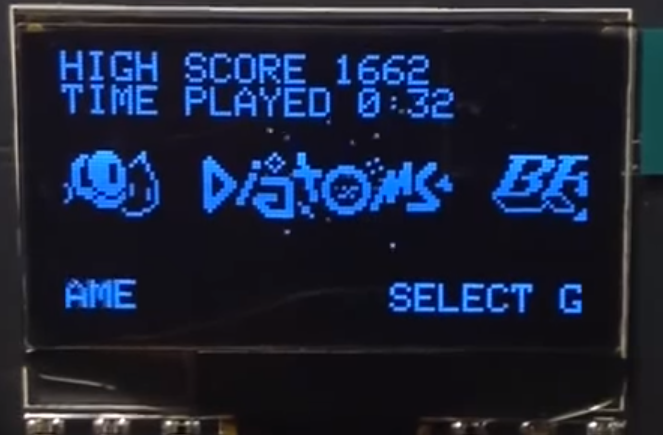 HIGH SCORE 1662
TIME PLAYED 0:32
DiatoMs
AME SELECT G